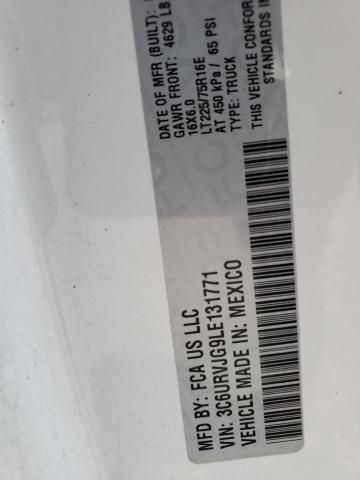 DATE OF MFR (BUILT):
GAWR FRONT: 4629 LB
16X6.0
LT225/75R16E
AT 450 kPa / 65 PSI
TYPE: TRUCK
THIS VEHICLE CONFOR
STANDARDS IN
MFD BY: FCA US LLC
VIN: 3C6URVJG9LE131771
VEHICLE MADE IN: MEXICO